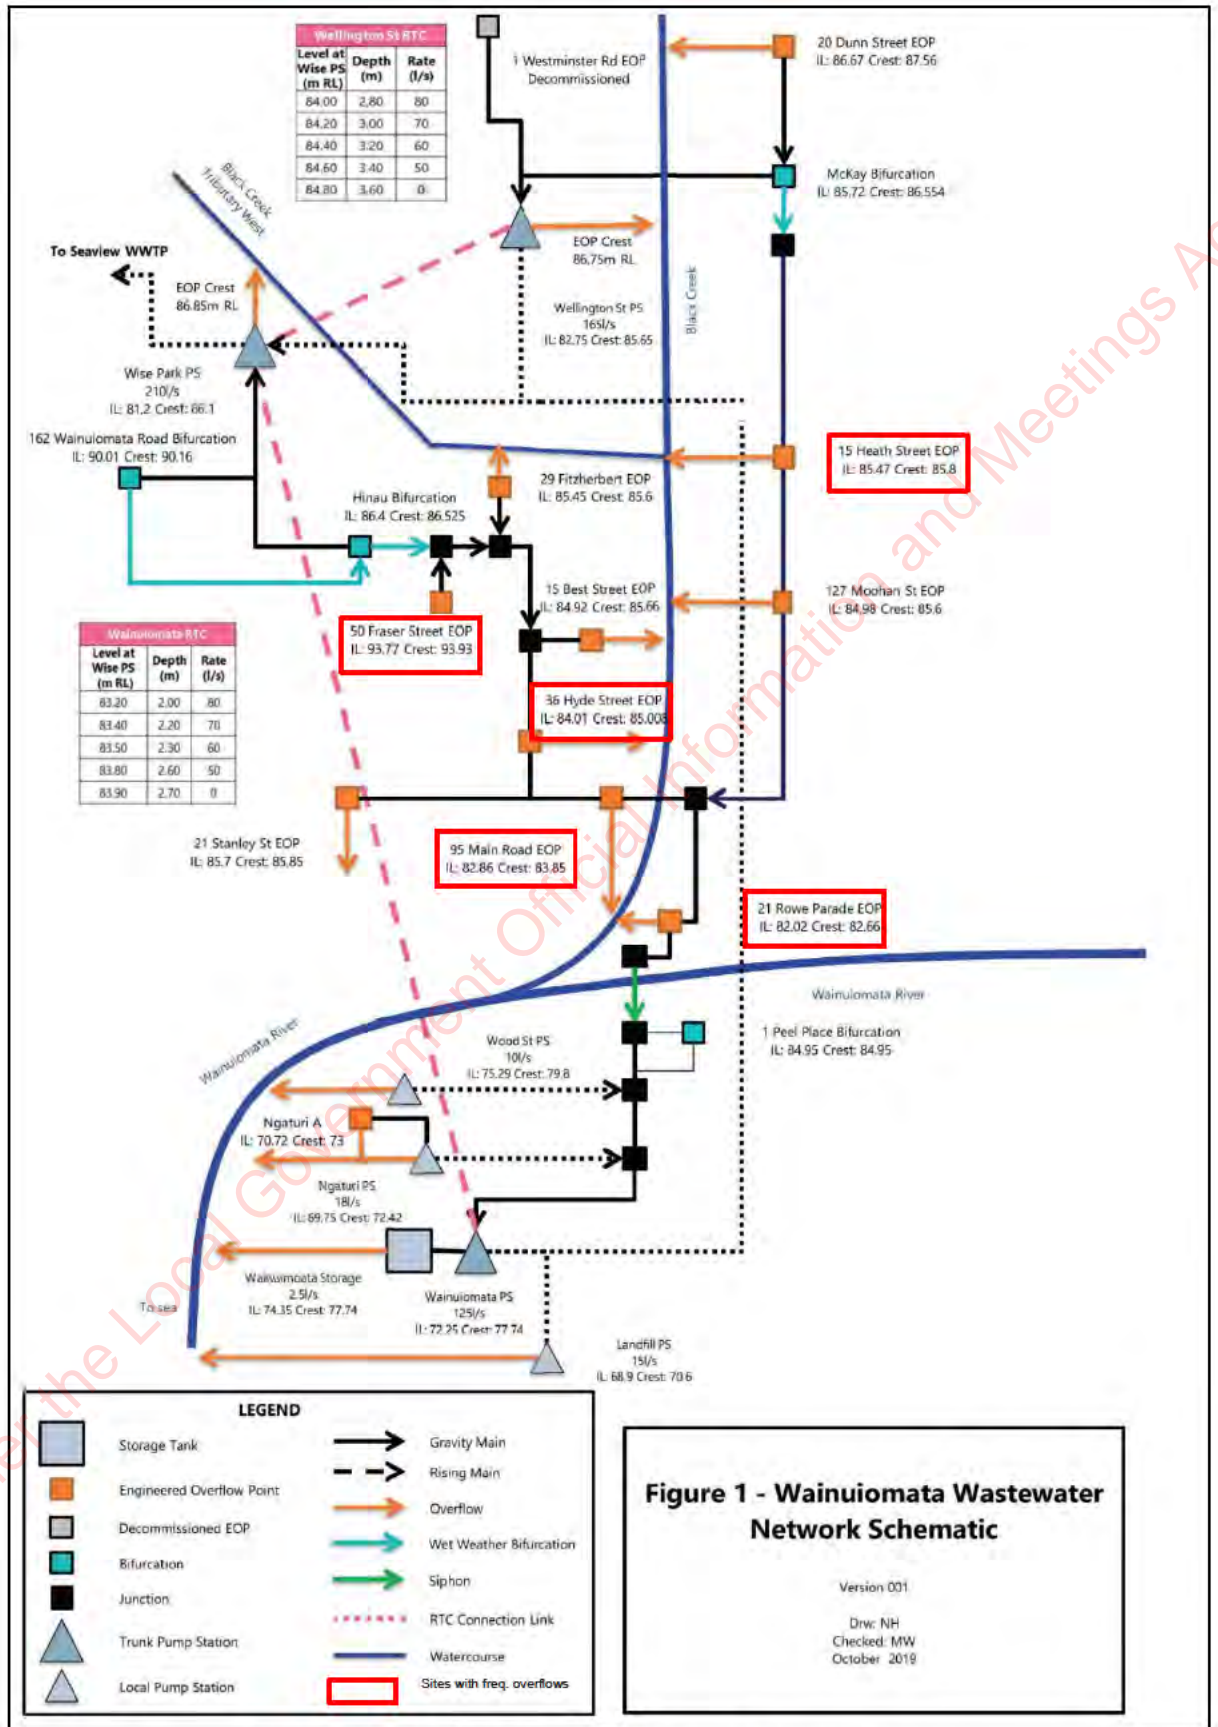 Wellington St RTC
Level at Wise PS (m RL) Depth (m) Rate (l/s)
84.00 2.80 80
84.20 3.00 70
84.40 3.20 60
84.60 3.40 50
84.80 3.60 0
1 Westminster Rd EOP
Decommissioned
20 Dunn Street EOP
IL: 86.67 Crest: 87.56
McKay Bifurcation
IL: 85.72 Crest: 86.554
Black Creek
Tributary West
To Seaview WWTP
EOP Crest
86.85m RL
EOP Crest
86.75m RL
Wellington St PS
165l/s
IL: 82.75 Crest: 85.65
Black Creek
Wise Park PS
210l/s
IL: 81.2 Crest: 86.1
162 Wainuiomata Road Bifurcation
IL: 90.01 Crest: 90.16
Hinau Bifurcation
IL: 86.4 Crest: 86.525
29 Fitzherbert EOP
IL: 85.45 Crest: 85.6
15 Heath Street EOP
IL: 85.47 Crest: 85.8
15 Best Street EOP
IL: 84.92 Crest: 85.66
127 Moohan St EOP
IL: 84.98 Crest: 85.6
50 Fraser Street EOP
IL: 93.77 Crest: 93.93
Wainuiomata RTC
Level at Wise PS (m RL) Depth (m) Rate (l/s)
83.20 2.00 80
83.40 2.20 70
83.50 2.30 60
83.80 2.60 50
83.90 2.70 0
36 Hyde Street EOP
IL: 84.01 Crest: 85.008
21 Stanley St EOP
IL: 85.7 Crest: 85.85
95 Main Road EOP
IL: 82.86 Crest: 83.85
21 Rowe Parade EOP
IL: 82.02 Crest: 82.66
Wainuiomata River
Wainuiomata River
1 Peel Place Bifurcation
IL: 84.95 Crest: 84.95
Wood St PS
10l/s
IL: 75.29 Crest: 79.8
Ngaturi A
IL: 70.72 Crest: 73
Ngaturi PS
18l/s
IL: 69.75 Crest: 72.42
Waiuwimoata Storage
2.5l/s
IL: 74.35 Crest: 77.74
Wainuiomata PS
125l/s
IL: 72.25 Crest: 77.74
To sea
Landfill PS
15l/s
IL: 68.9 Crest: 70.6
LEGEND
Storage Tank
Engineered Overflow Point
Decommissioned EOP
Bifurcation
Junction
Trunk Pump Station
Local Pump Station
Gravity Main
Rising Main
Overflow
Wet Weather Bifurcation
Siphon
RTC Connection Link
Watercourse
Sites with freq. overflows
Figure 1 - Wainuiomata Wastewater
Network Schematic
Version 001
Drw: NH
Checked: MW
October 2019
the Local Government Official Information and Meetings